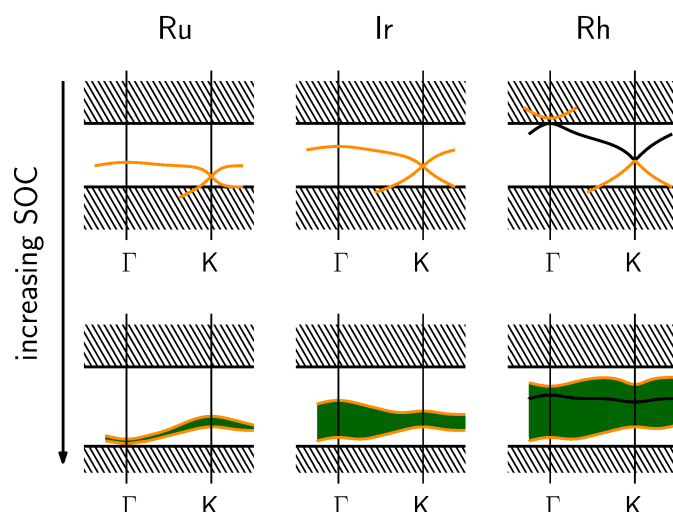 Ru Ir Rh
increasing SOC
Γ K Γ K Γ K
Γ K Γ K Γ K